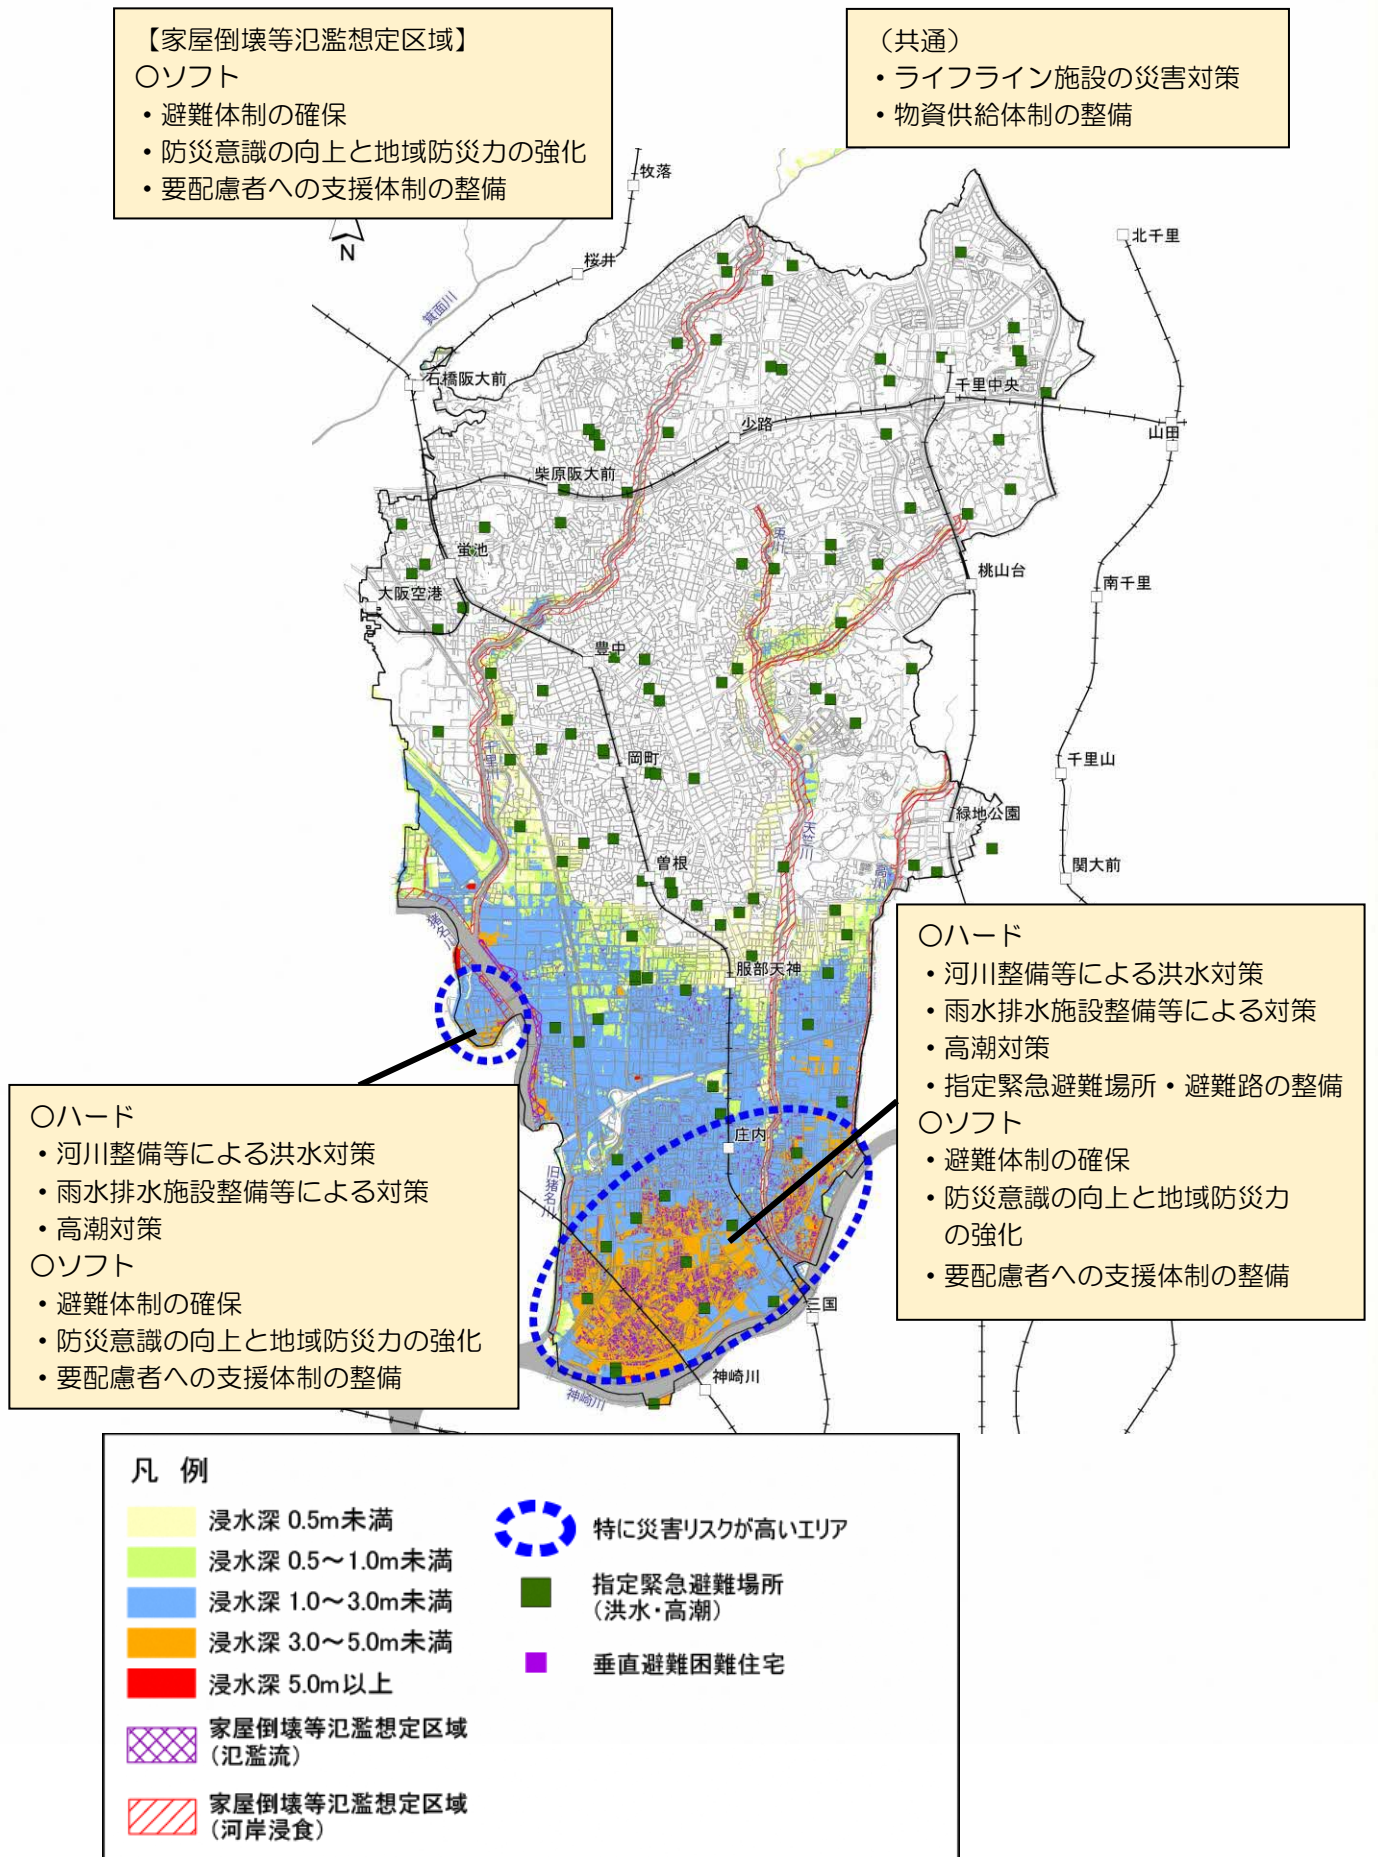 【家屋倒壊等氾濫想定区域】
〇ソフト
・避難体制の確保
・防災意識の向上と地域防災力の強化
・要配慮者への支援体制の整備
（共通）
・ライフライン施設の災害対策
・物資供給体制の整備
N
牧落
桜井
箕面川
石橋阪大前
北千里
千里中央
山田
少路
柴原阪大前
蛍池
大阪空港
兎川
桃山台
南千里
豊中
千里川
岡町
千里山
緑地公園
天竺川
高川
曽根
関大前
猪名川
服部天神
庄内
旧猪名川
三国
神崎川
神崎川
〇ハード
・河川整備等による洪水対策
・雨水排水施設整備等による対策
・高潮対策
・指定緊急避難場所・避難路の整備
〇ソフト
・避難体制の確保
・防災意識の向上と地域防災力
の強化
・要配慮者への支援体制の整備
〇ハード
・河川整備等による洪水対策
・雨水排水施設整備等による対策
・高潮対策
〇ソフト
・避難体制の確保
・防災意識の向上と地域防災力の強化
・要配慮者への支援体制の整備
凡 例
浸水深 0.5m未満
浸水深 0.5～1.0m未満
浸水深 1.0～3.0m未満
浸水深 3.0～5.0m未満
浸水深 5.0m以上
家屋倒壊等氾濫想定区域
（氾濫流）
家屋倒壊等氾濫想定区域
（河岸浸食）
特に災害リスクが高いエリア
指定緊急避難場所
（洪水・高潮）
垂直避難困難住宅